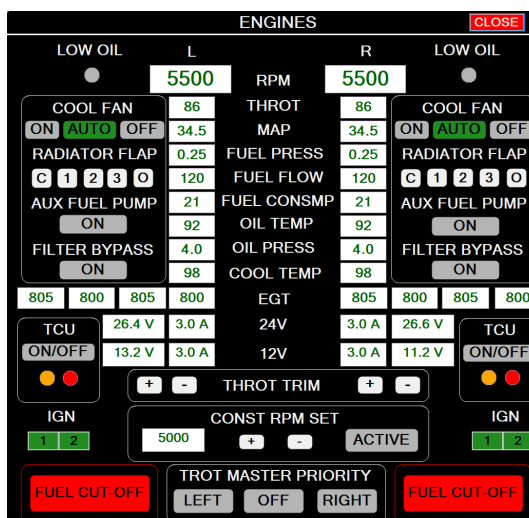 ENGINES CLOSE
LOW OIL L R LOW OIL
5500 RPM 5500
COOL FAN 86 THROT 86 COOL FAN
ON AUTO OFF 34.5 MAP 34.5 ON AUTO OFF
RADIATOR FLAP 0.25 FUEL PRESS 0.25 RADIATOR FLAP
C 1 2 3 O 120 FUEL FLOW 120 C 1 2 3 O
AUX FUEL PUMP 21 FUEL CONSMP 21 AUX FUEL PUMP
ON 92 OIL TEMP 92 ON
FILTER BYPASS 4.0 OIL PRESS 4.0 FILTER BYPASS
ON 98 COOL TEMP 98 ON
805 800 805 800 EGT 805 800 805 800
TCU 26.4 V 3.0 A 24V 3.0 A 26.6 V TCU
ON/OFF 13.2 V 3.0 A 12V 3.0 A 11.2 V ON/OFF
+ - THROT TRIM + -
IGN CONST RPM SET IGN
1 2 5000 + - ACTIVE 1 2
FUEL CUT-OFF TROT MASTER PRIORITY FUEL CUT-OFF
LEFT OFF RIGHT